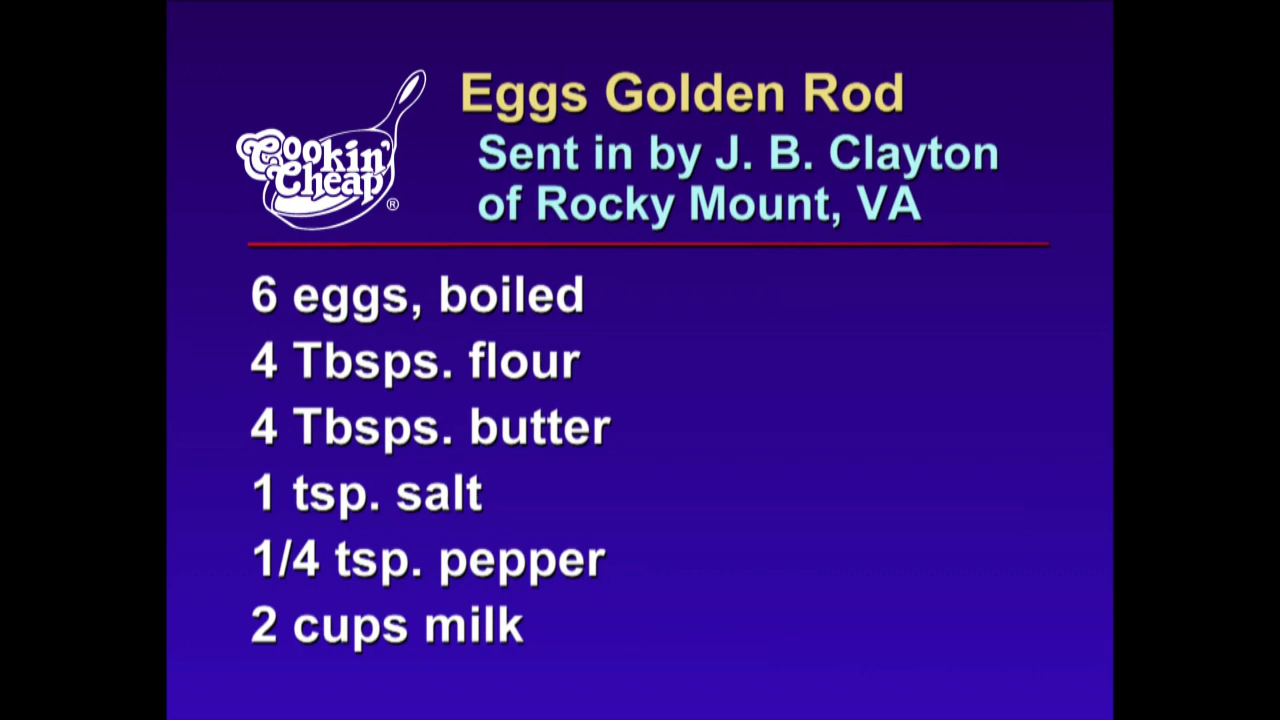 Cookin'
Cheap
®
Eggs Golden Rod
Sent in by J. B. Clayton
of Rocky Mount, VA
6 eggs, boiled
4 Tbsps. flour
4 Tbsps. butter
1 tsp. salt
1/4 tsp. pepper
2 cups milk